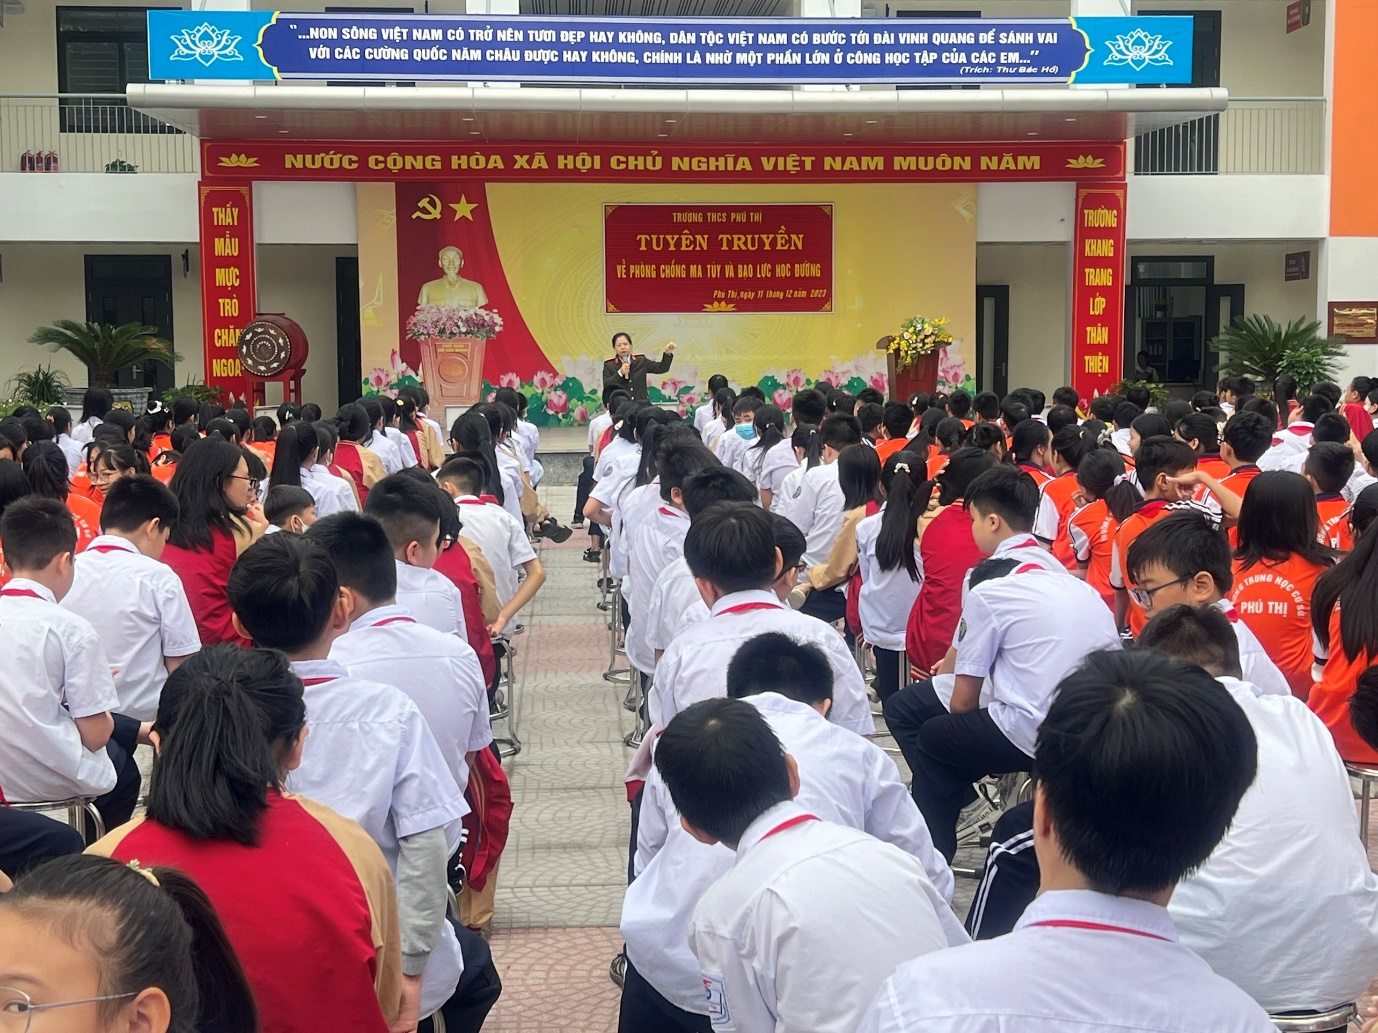 "...NON SÔNG VIỆT NAM CÓ TRỞ NÊN TƯƠI ĐẸP HAY KHÔNG, DÂN TỘC VIỆT NAM CÓ BƯỚC TỚI ĐÀI VINH QUANG ĐỂ SÁNH VAI
VỚI CÁC CƯỜNG QUỐC NĂM CHÂU ĐƯỢC HAY KHÔNG, CHÍNH LÀ NHỜ MỘT PHẦN LỚN Ở CÔNG HỌC TẬP CỦA CÁC EM..."
(Trích: Thư Bác Hồ)
NƯỚC CỘNG HÒA XÃ HỘI CHỦ NGHĨA VIỆT NAM MUÔN NĂM
THẦY
MẪU
MỰC
TRÒ
CHĂM
NGOAN
TRƯỜNG THCS PHÚ THỊ
TUYÊN TRUYỀN
VỀ PHÒNG CHỐNG MA TÚY VÀ BẠO LỰC HỌC ĐƯỜNG
Phú Thị, ngày 11 tháng 12 năm 2023
TRƯỜNG
KHANG
TRANG
LỚP
THÂN
THIỆN
TRUNG HỌC CƠ SỞ
PHÚ THỊ